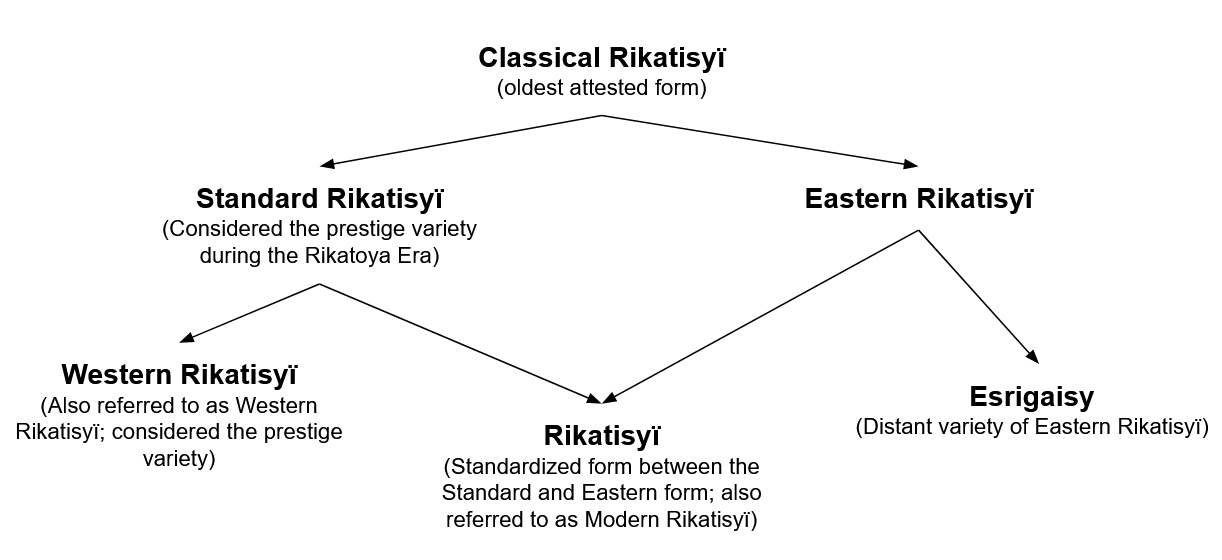 Classical Rikatisyï
(oldest attested form)
Standard Rikatisyï
(Considered the prestige variety
during the Rikatoya Era)
Eastern Rikatisyï
Western Rikatisyï
(Also referred to as Western
Rikatisyï; considered the prestige
variety)
Rikatisyï
(Standardized form between the
Standard and Eastern form; also
referred to as Modern Rikatisyï)
Esrigaisy
(Distant variety of Eastern Rikatisyï)